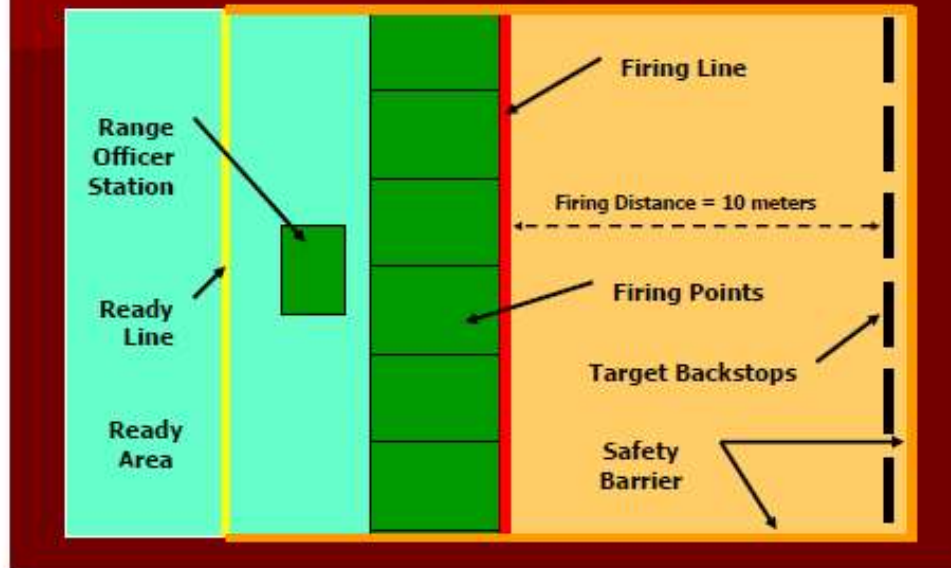 Range
Officer
Station
Ready
Line
Ready
Area
Firing Line
Firing Distance = 10 meters
Firing Points
Target Backstops
Safety
Barrier